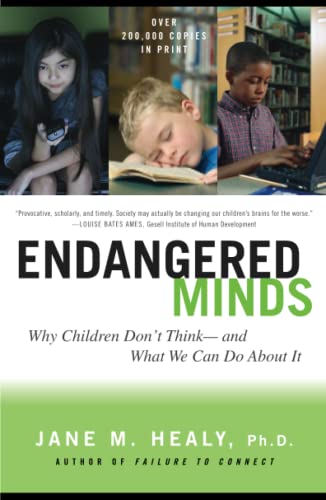 OVER
200,000 COPIES
IN PRINT
"Provocative, scholarly, and timely. Society may actually be changing our children's brains for the worse."
—LOUISE BATES AMES, Gesell Institute of Human Development
ENDANGERED
MINDS
Why Children Don't Think—and
What We Can Do About It
JANE M. HEALY, Ph.D.
AUTHOR OF FAILURE TO CONNECT